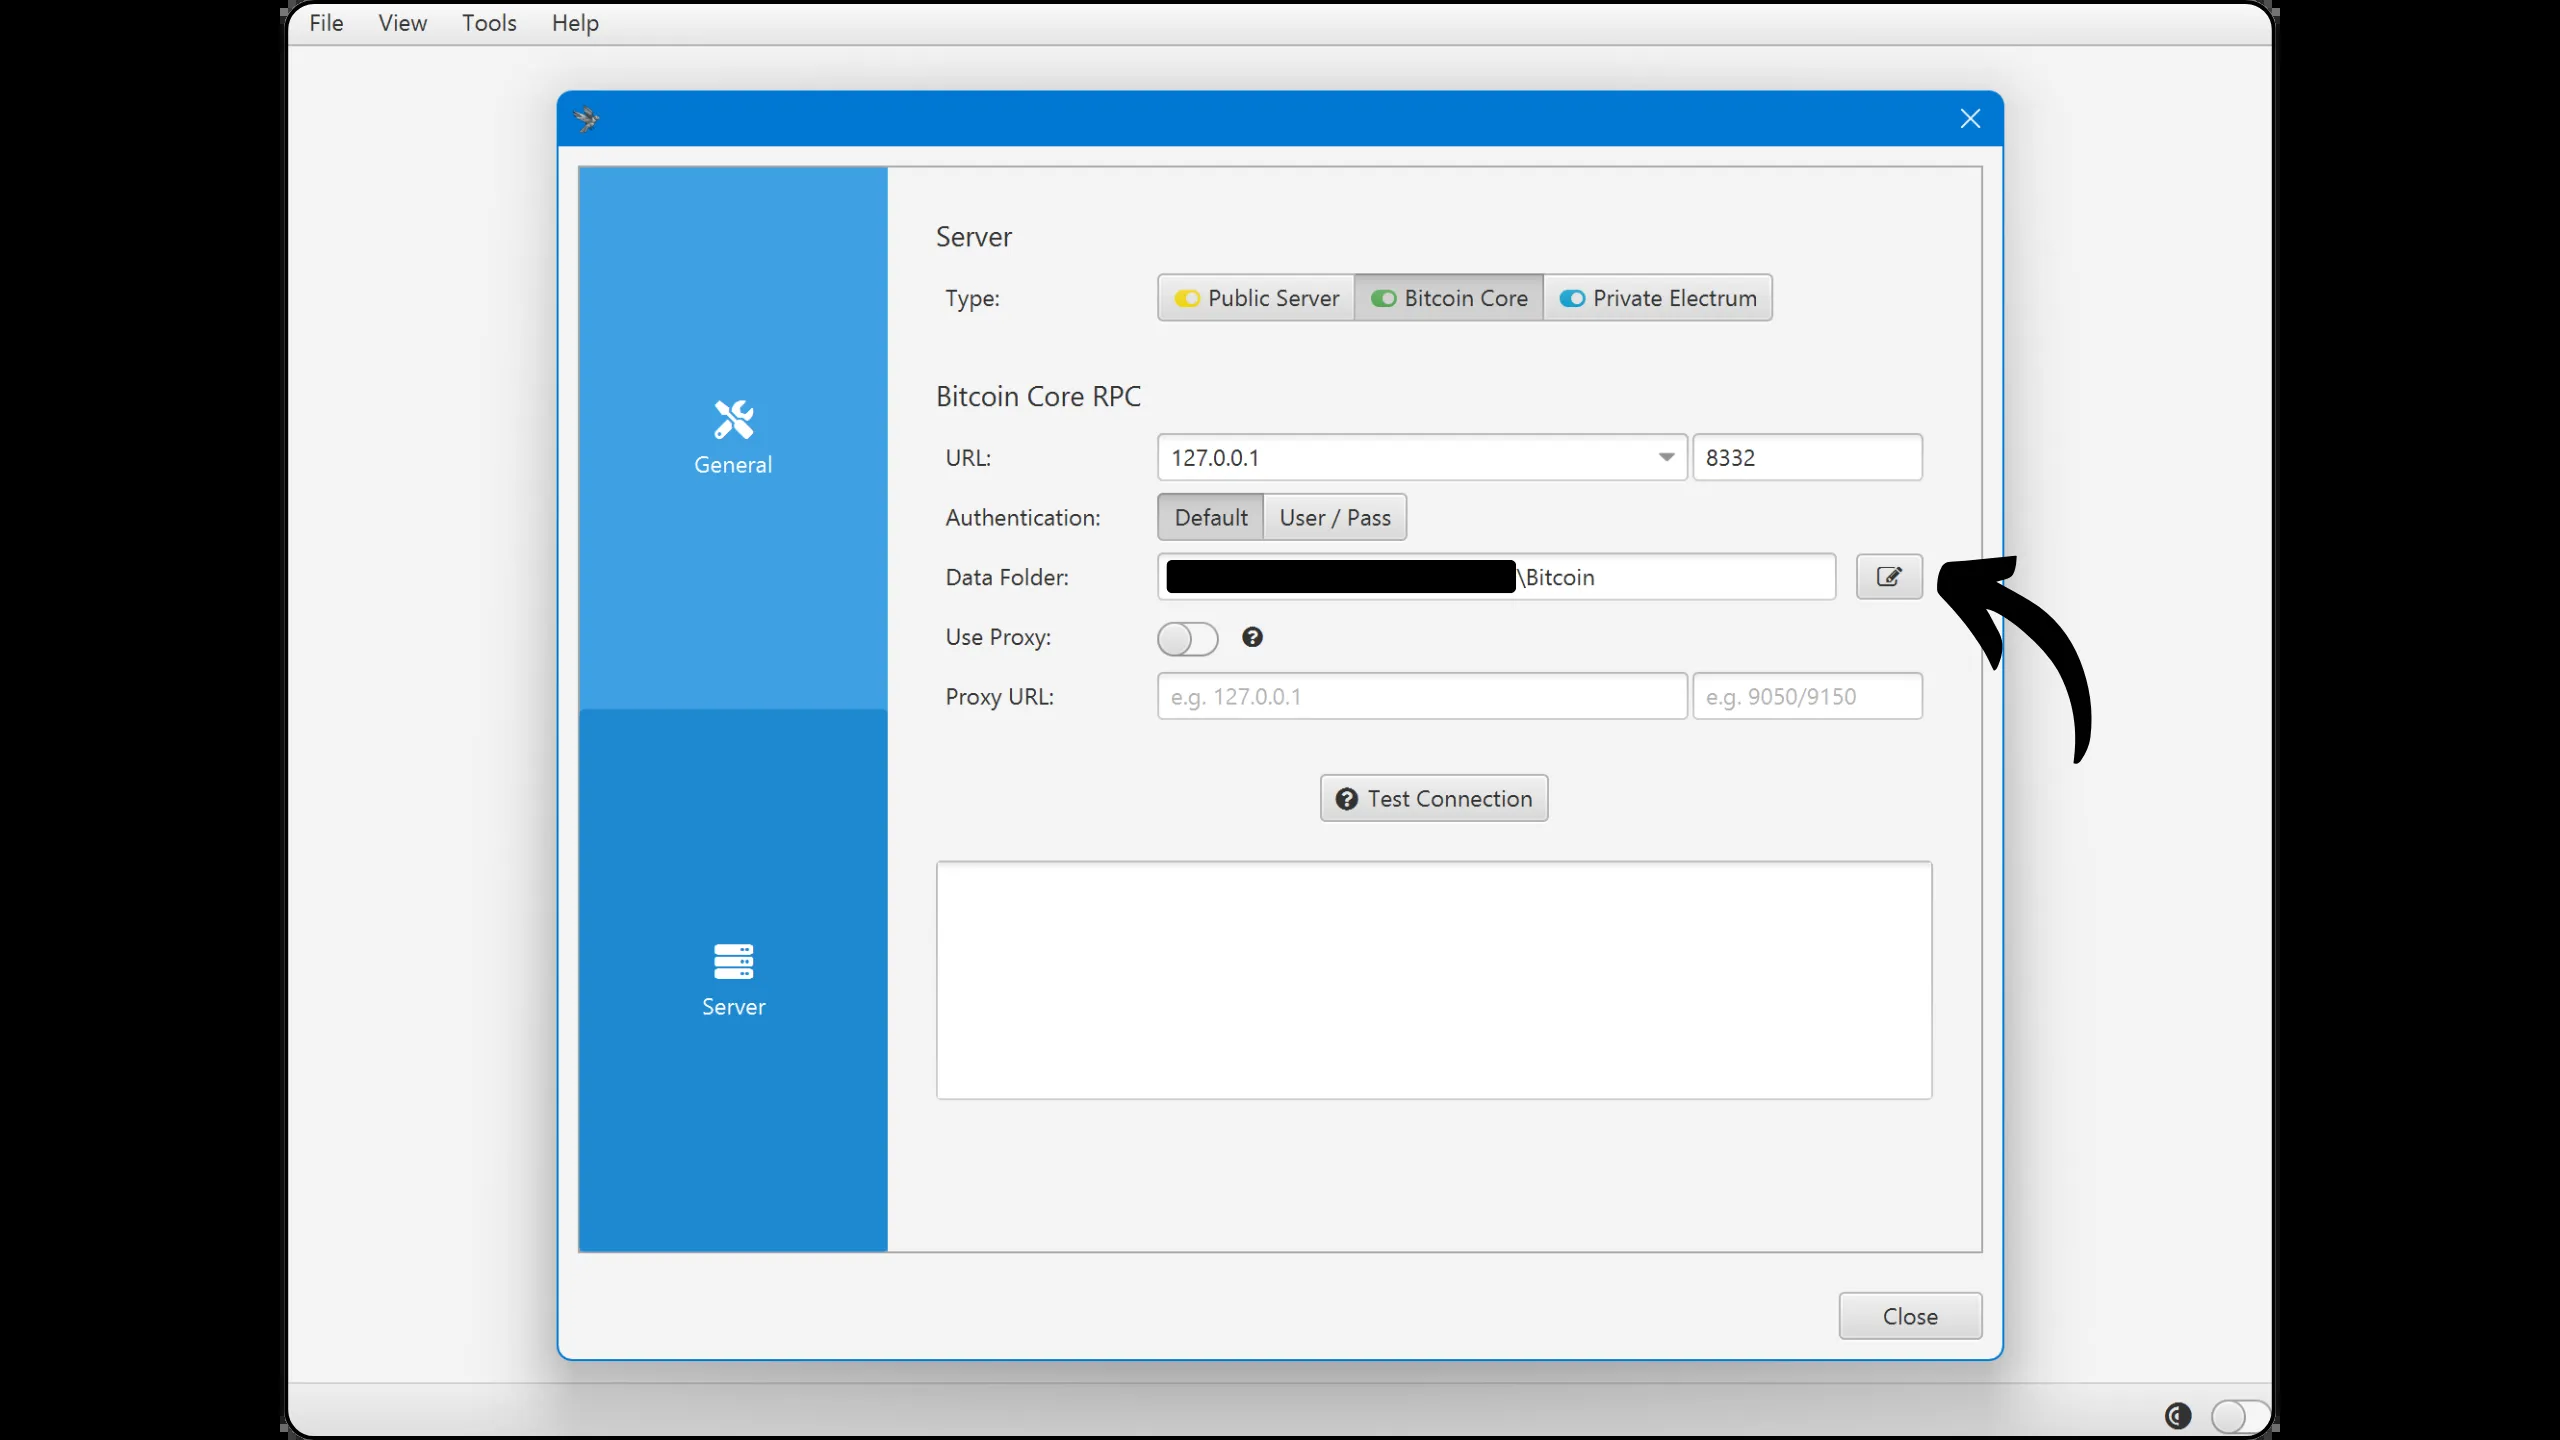 File View Tools Help
Server
Type: Public Server Bitcoin Core Private Electrum
Bitcoin Core RPC
URL: 127.0.0.1 8332
Authentication: Default User / Pass
Data Folder: \Bitcoin
Use Proxy:
Proxy URL: e.g. 127.0.0.1 e.g. 9050/9150
Test Connection
General
Server
Close